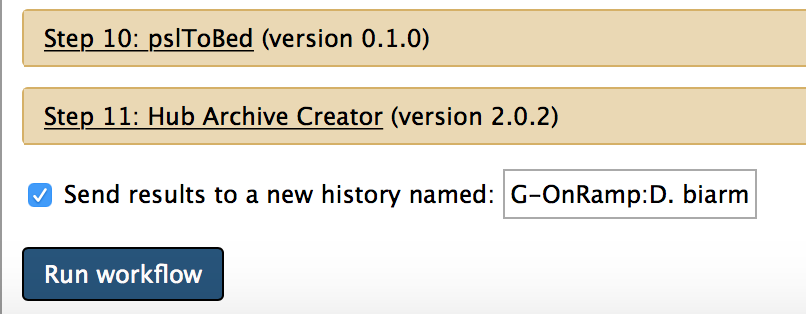 Step 10: pslToBed (version 0.1.0)
Step 11: Hub Archive Creator (version 2.0.2)
Send results to a new history named: G-OnRamp:D. biarm
Run workflow